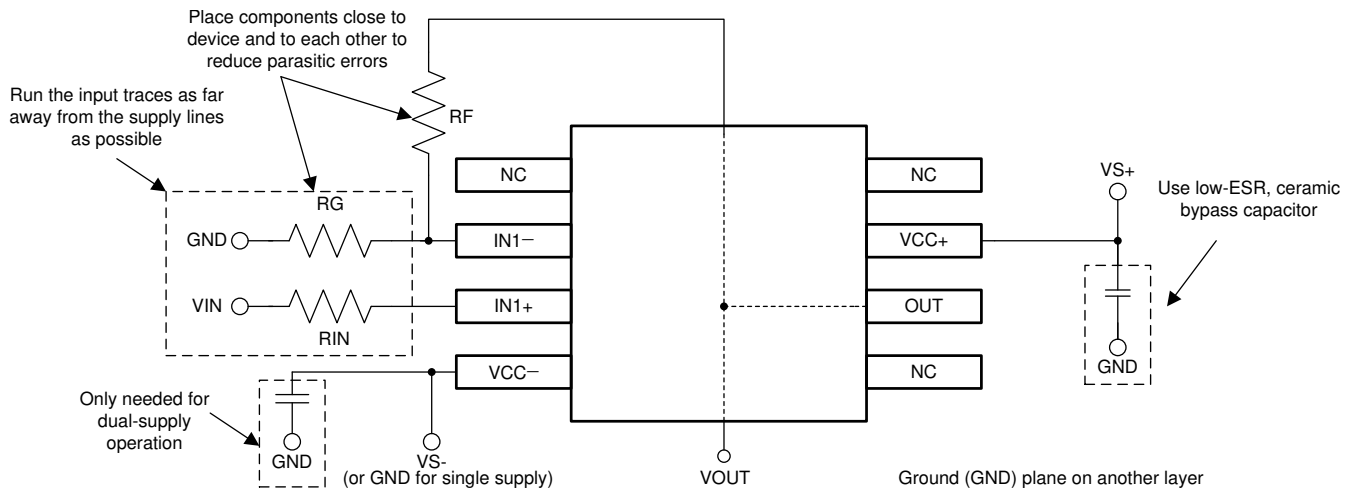 Place components close to
device and to each other to
reduce parasitic errors
Run the input traces as far
away from the supply lines
as possible
RF
NC
NC
VS+
Use low-ESR, ceramic
bypass capacitor
RG
GND
IN1−
VCC+
VIN
IN1+
OUT
RIN
GND
VCC−
NC
Only needed for
dual-supply
operation
GND
VS-
(or GND for single supply)
VOUT
Ground (GND) plane on another layer